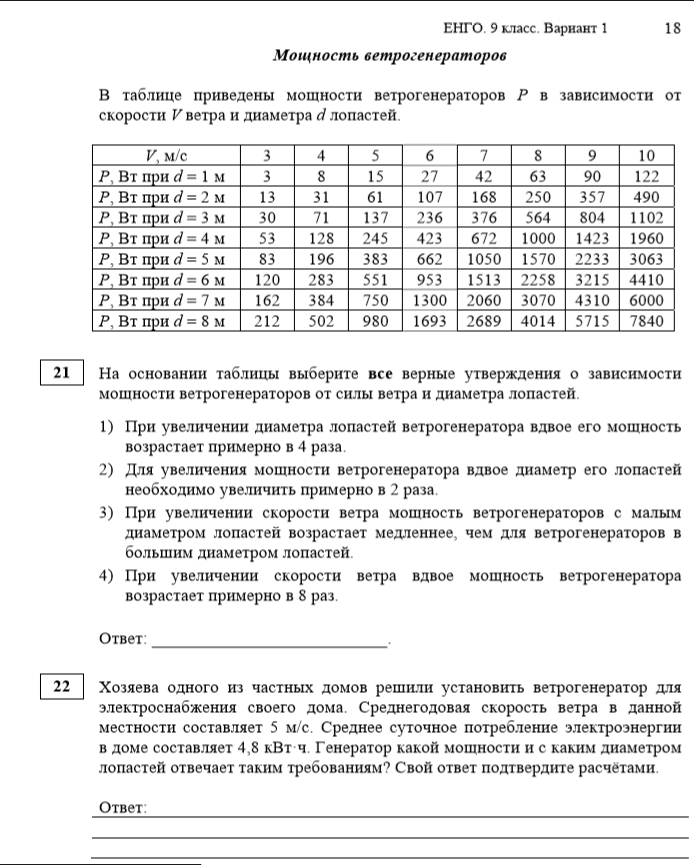 ЕНГО. 9 класс. Вариант 1 18
Мощность ветрогенераторов
В таблице приведены мощности ветрогенераторов P в зависимости от
скорости V ветра и диаметра d лопастей.
V, м/с 3 4 5 6 7 8 9 10
P, Вт при d = 1 м 3 8 15 27 42 63 90 122
P, Вт при d = 2 м 13 31 61 107 168 250 357 490
P, Вт при d = 3 м 30 71 137 236 376 564 804 1102
P, Вт при d = 4 м 53 128 245 423 672 1000 1423 1960
P, Вт при d = 5 м 83 196 383 662 1050 1570 2233 3063
P, Вт при d = 6 м 120 283 551 953 1513 2258 3215 4410
P, Вт при d = 7 м 162 384 750 1300 2060 3070 4310 6000
P, Вт при d = 8 м 212 502 980 1693 2689 4014 5715 7840
21 На основании таблицы выберите все верные утверждения о зависимости
мощности ветрогенераторов от силы ветра и диаметра лопастей.
1) При увеличении диаметра лопастей ветрогенератора вдвое его мощность
возрастает примерно в 4 раза.
2) Для увеличения мощности ветрогенератора вдвое диаметр его лопастей
необходимо увеличить примерно в 2 раза.
3) При увеличении скорости ветра мощность ветрогенераторов с малым
диаметром лопастей возрастает медленнее, чем для ветрогенераторов в
большим диаметром лопастей.
4) При увеличении скорости ветра вдвое мощность ветрогенератора
возрастает примерно в 8 раз.
Ответ: ____________________.
22 Хозяева одного из частных домов решили установить ветрогенератор для
электроснабжения своего дома. Среднегодовая скорость ветра в данной
местности составляет 5 м/с. Среднее суточное потребление электроэнергии
в доме составляет 4,8 кВт·ч. Генератор какой мощности и с каким диаметром
лопастей отвечает таким требованиям? Свой ответ подтвердите расчётами.
Ответ: